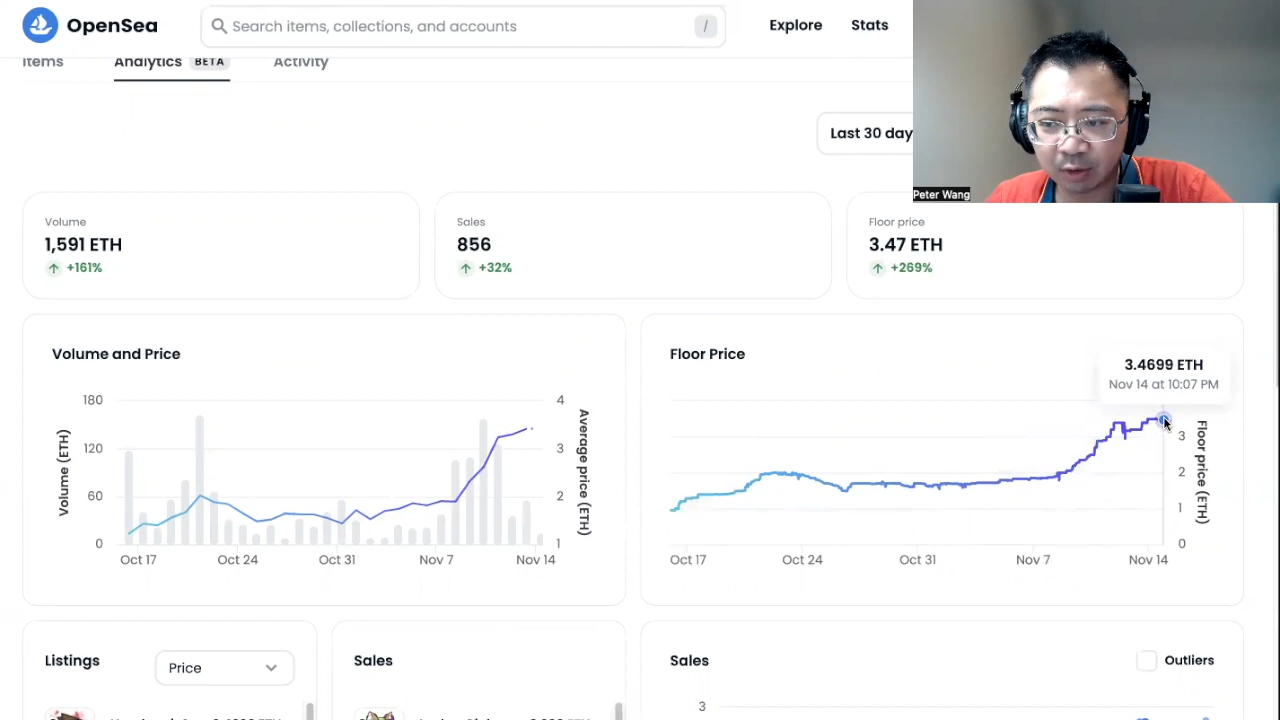 OpenSea
Search items, collections, and accounts
/
Explore
Stats
Items
Analytics BETA
Activity
Last 30 day
Peter Wang
Volume
1,591 ETH
+161%
Sales
856
+32%
Floor price
3.47 ETH
+269%
Volume and Price
180
120
60
0
Volume (ETH)
4
3
2
1
Average price (ETH)
Oct 17
Oct 24
Oct 31
Nov 7
Nov 14
Floor Price
3.4699 ETH
Nov 14 at 10:07 PM
3
2
1
0
Floor price (ETH)
Oct 17
Oct 24
Oct 31
Nov 7
Nov 14
Listings
Price
Sales
Sales
Outliers
3